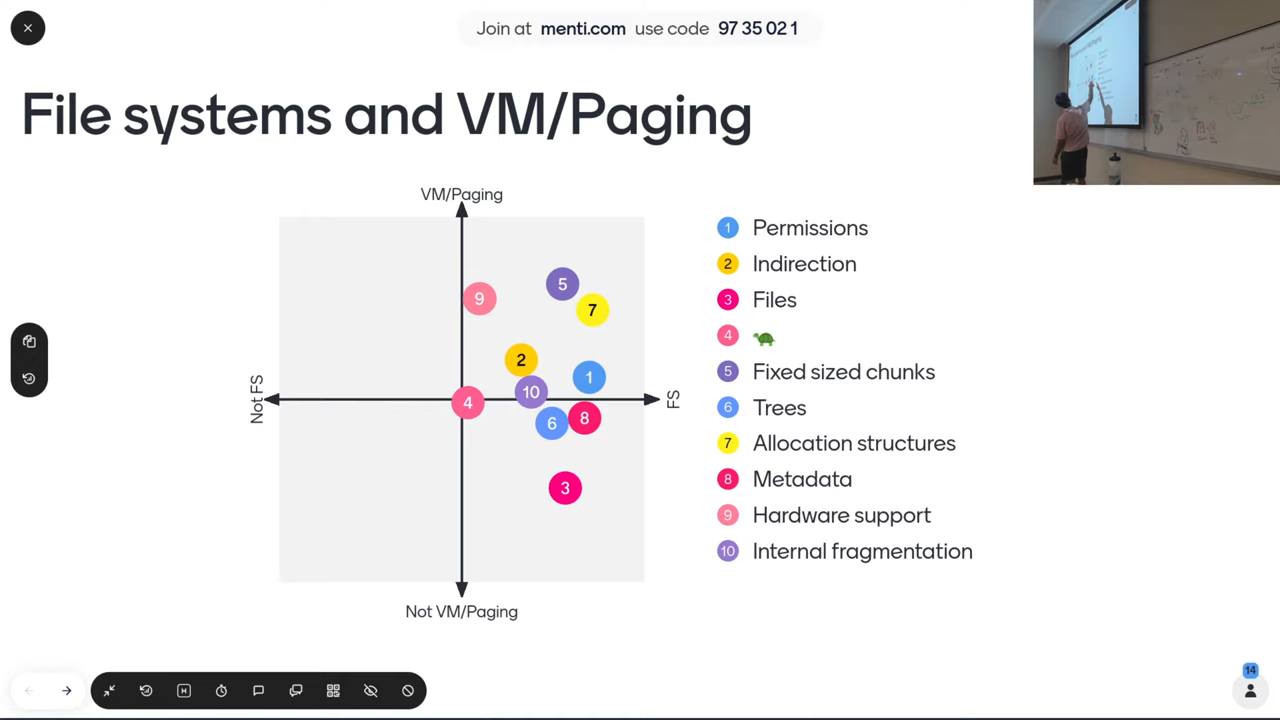 Join at menti.com use code 97 35 02 1
File systems and VM/Paging
VM/Paging
Not FS
FS
Not VM/Paging
9
5
7
2
1
10
4
6
8
3
1 Permissions
2 Indirection
3 Files
4 🐢
5 Fixed sized chunks
6 Trees
7 Allocation structures
8 Metadata
9 Hardware support
10 Internal fragmentation
H
14